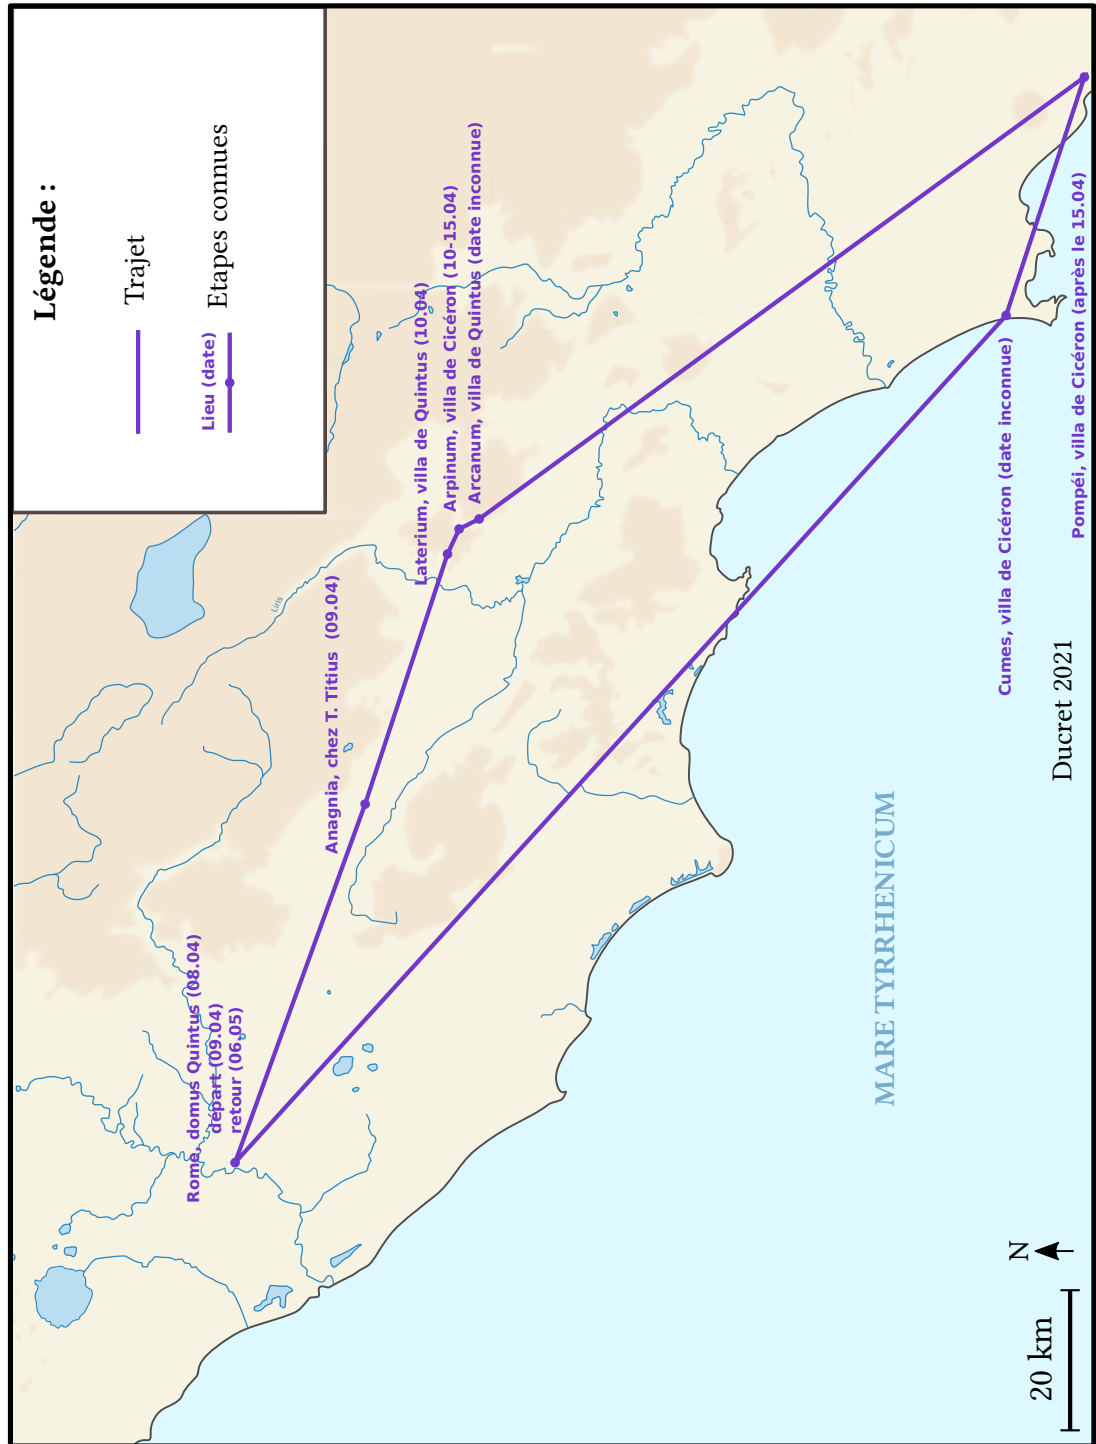 Légende :
Trajet
Lieu (date)
Etapes connues
Rome, domus Quintus (08.04)
départ (09.04)
retour (06.05)
Anagnia, chez T. Titius (09.04)
Laterium, villa de Quintus (10.04)
Arpinum, villa de Cicéron (10-15.04)
Arcanum, villa de Quintus (date inconnue)
Liris
Cumes, villa de Cicéron (date inconnue)
Pompéi, villa de Cicéron (après le 15.04)
MARE TYRRHENICUM
20 km
N
Ducret 2021